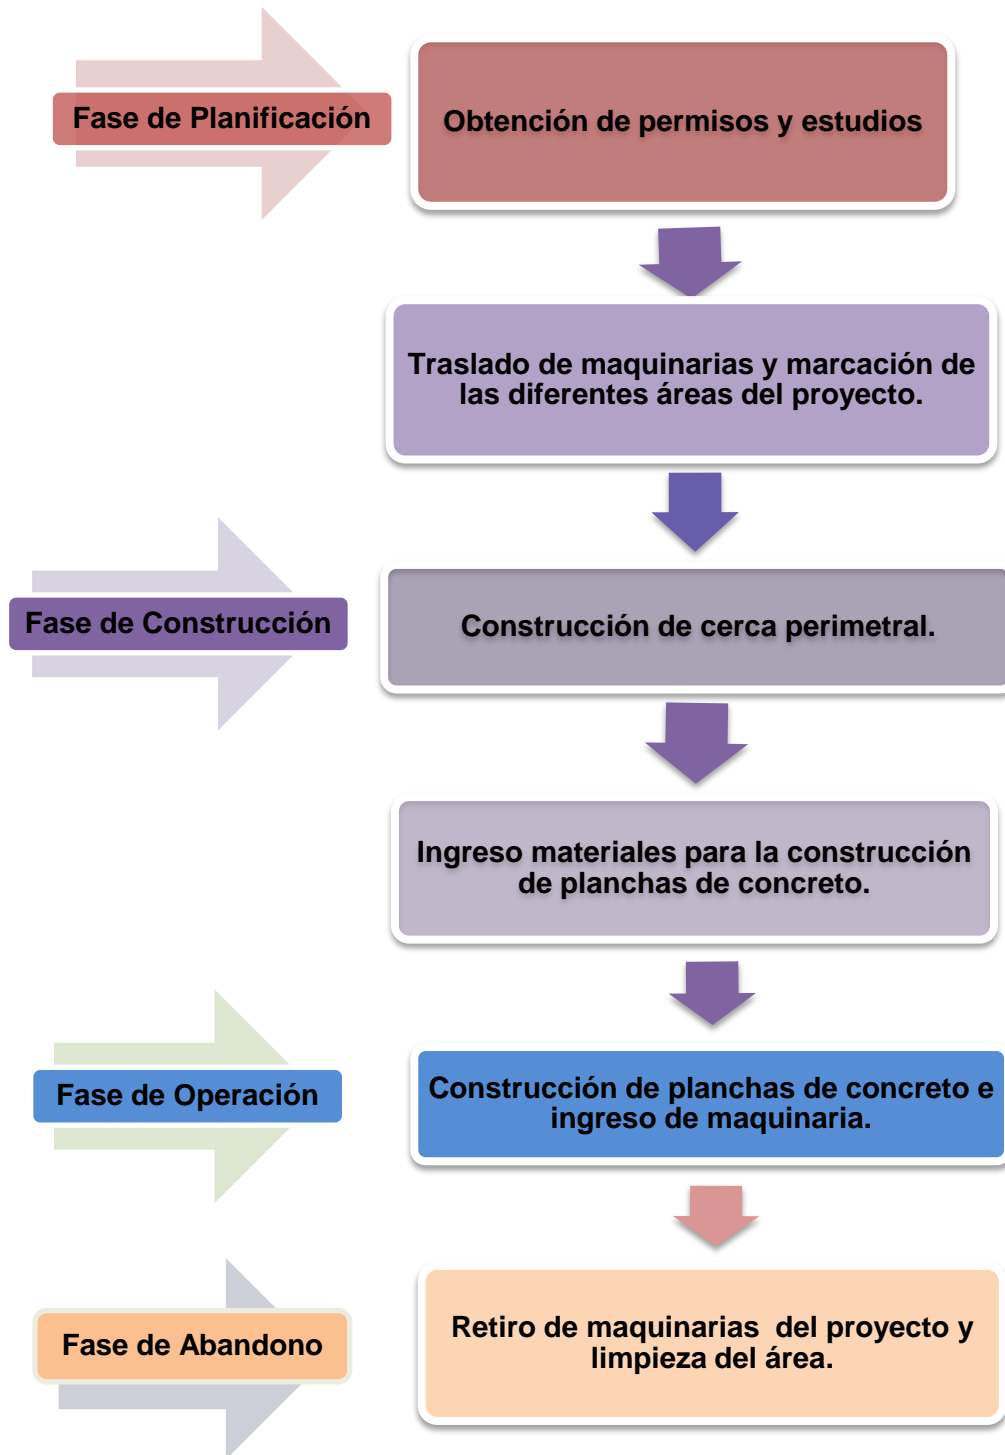 Fase de Planificación
Obtención de permisos y estudios
Traslado de maquinarias y marcación de
las diferentes áreas del proyecto.
Fase de Construcción
Construcción de cerca perimetral.
Ingreso materiales para la construcción
de planchas de concreto.
Fase de Operación
Construcción de planchas de concreto e
ingreso de maquinaria.
Fase de Abandono
Retiro de maquinarias  del proyecto y
limpieza del área.